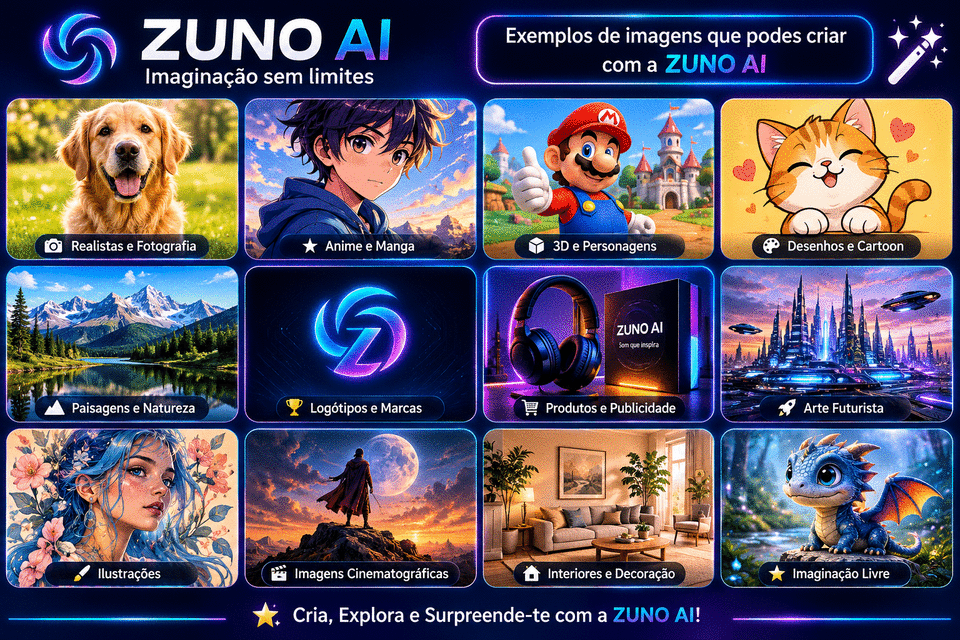 ZUNO AI
Imaginação sem limites
Exemplos de imagens que podes criar
com a ZUNO AI
Realistas e Fotografia
Anime e Manga
M
3D e Personagens
Desenhos e Cartoon
Paisagens e Natureza
Z
Logótipos e Marcas
ZUNO AI
Som que inspira
Produtos e Publicidade
Arte Futurista
Ilustrações
Imagens Cinematográficas
Interiores e Decoração
Imaginação Livre
Cria, Explora e Surpreende-te com a ZUNO AI!